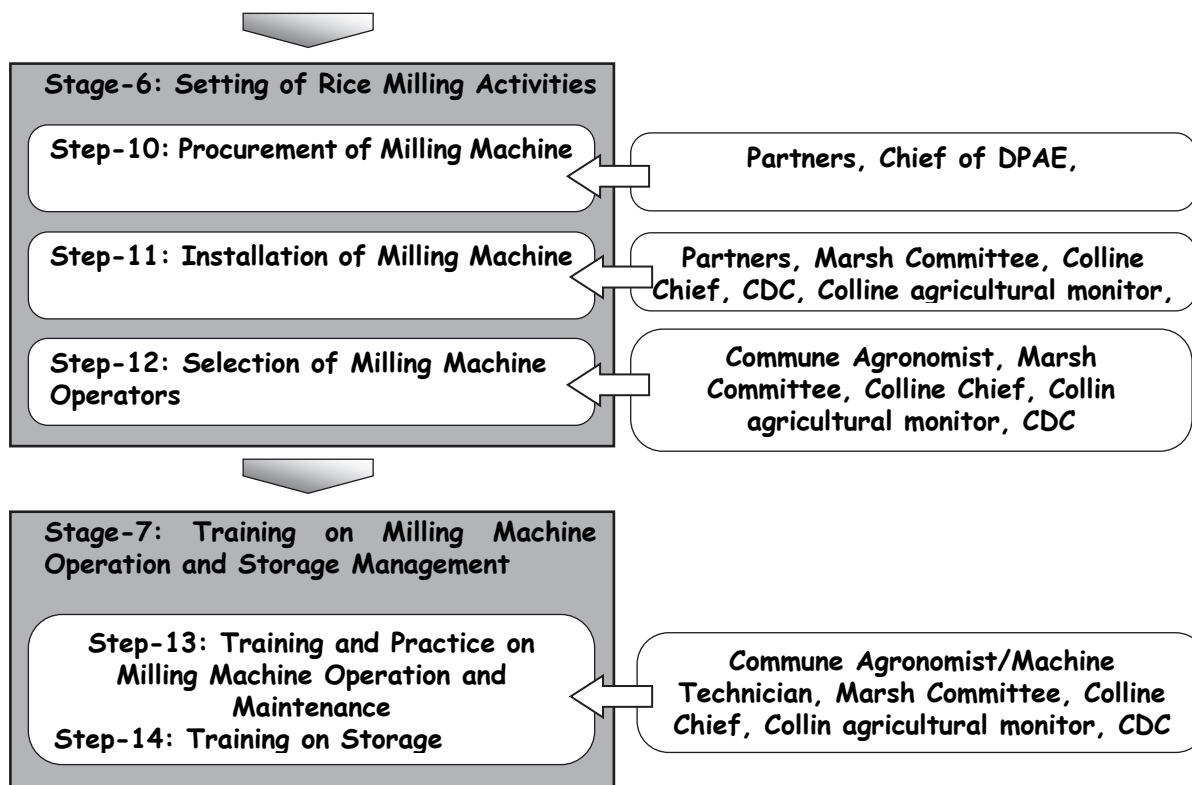 Stage-6: Setting of Rice Milling Activities
Step-10: Procurement of Milling Machine
Partners, Chief of DPAE,
Step-11: Installation of Milling Machine
Partners, Marsh Committee, Colline
Chief, CDC, Colline agricultural monitor,
Step-12: Selection of Milling Machine
Operators
Commune Agronomist, Marsh
Committee, Colline Chief, Collin
agricultural monitor, CDC
Stage-7: Training on Milling Machine
Operation and Storage Management
Step-13: Training and Practice on
Milling Machine Operation and
Maintenance
Step-14: Training on Storage
Commune Agronomist/Machine
Technician, Marsh Committee, Colline
Chief, Collin agricultural monitor, CDC